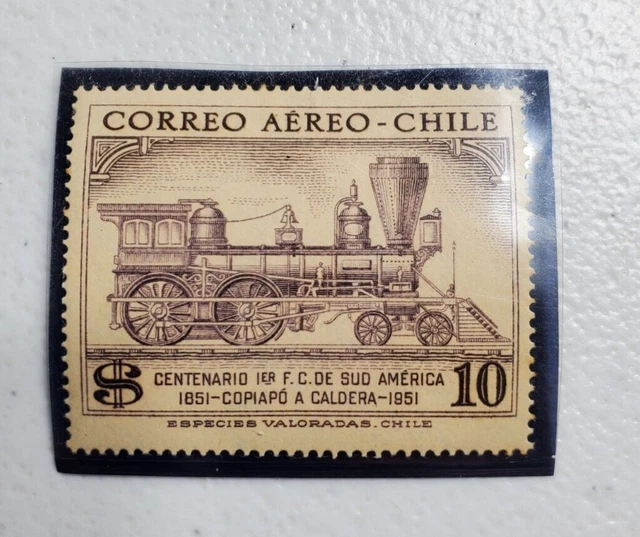 CORREO AÉREO-CHILE
$ CENTENARIO 1ER F.C. DE SUD AMÉRICA 10
1851-COPIAPÓ A CALDERA-1951
ESPECIES VALORADAS. CHILE